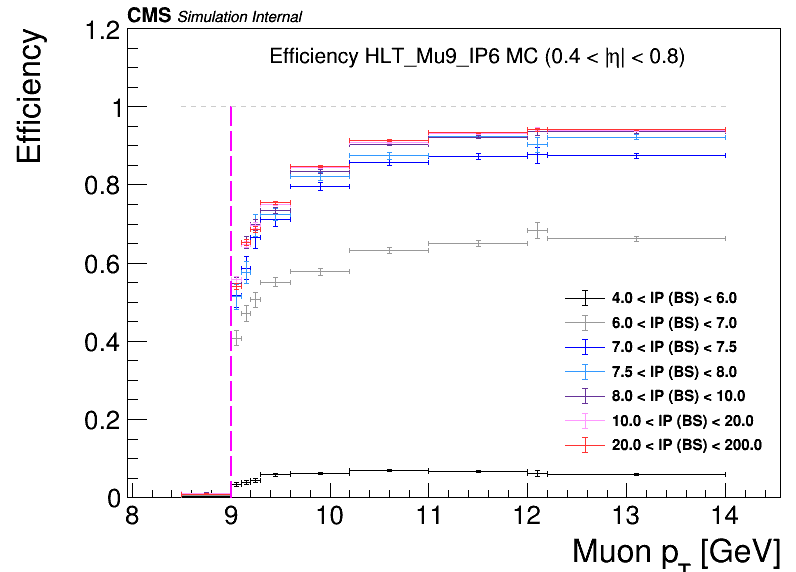 CMS Simulation Internal
Efficiency HLT_Mu9_IP6 MC (0.4 < |η| < 0.8)
Efficiency
1.2
1
0.8
0.6
0.4
0.2
0
4.0 < IP (BS) < 6.0
6.0 < IP (BS) < 7.0
7.0 < IP (BS) < 7.5
7.5 < IP (BS) < 8.0
8.0 < IP (BS) < 10.0
10.0 < IP (BS) < 20.0
20.0 < IP (BS) < 200.0
8 9 10 11 12 13 14
Muon p_T [GeV]